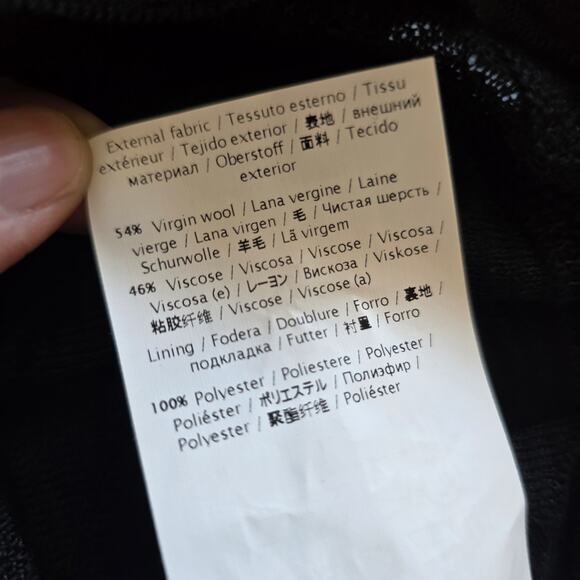 External fabric / Tessuto esterno / Tissu
extérieur / Tejido exterior / 表地 / внешний
материал / Oberstoff / 面料 / Tecido
exterior
54% Virgin wool / Lana vergine / Laine
vierge / Lana virgen / 毛 / Чистая шерсть /
Schurwolle / 羊毛 / Lã virgem
46% Viscose / Viscosa / Viscose / Viscosa /
Viscosa (e) / レーヨン / Вискоза / Viskose /
粘胶纤维 / Viscose / Viscose (a)
Lining / Fodera / Doublure / Forro / 裏地 /
подкладка / Futter / 衬里 / Forro
100% Polyester / Poliestere / Polyester /
Poliéster / ポリエステル / Полиэфир /
Polyester / 聚酯纤维 / Poliéster